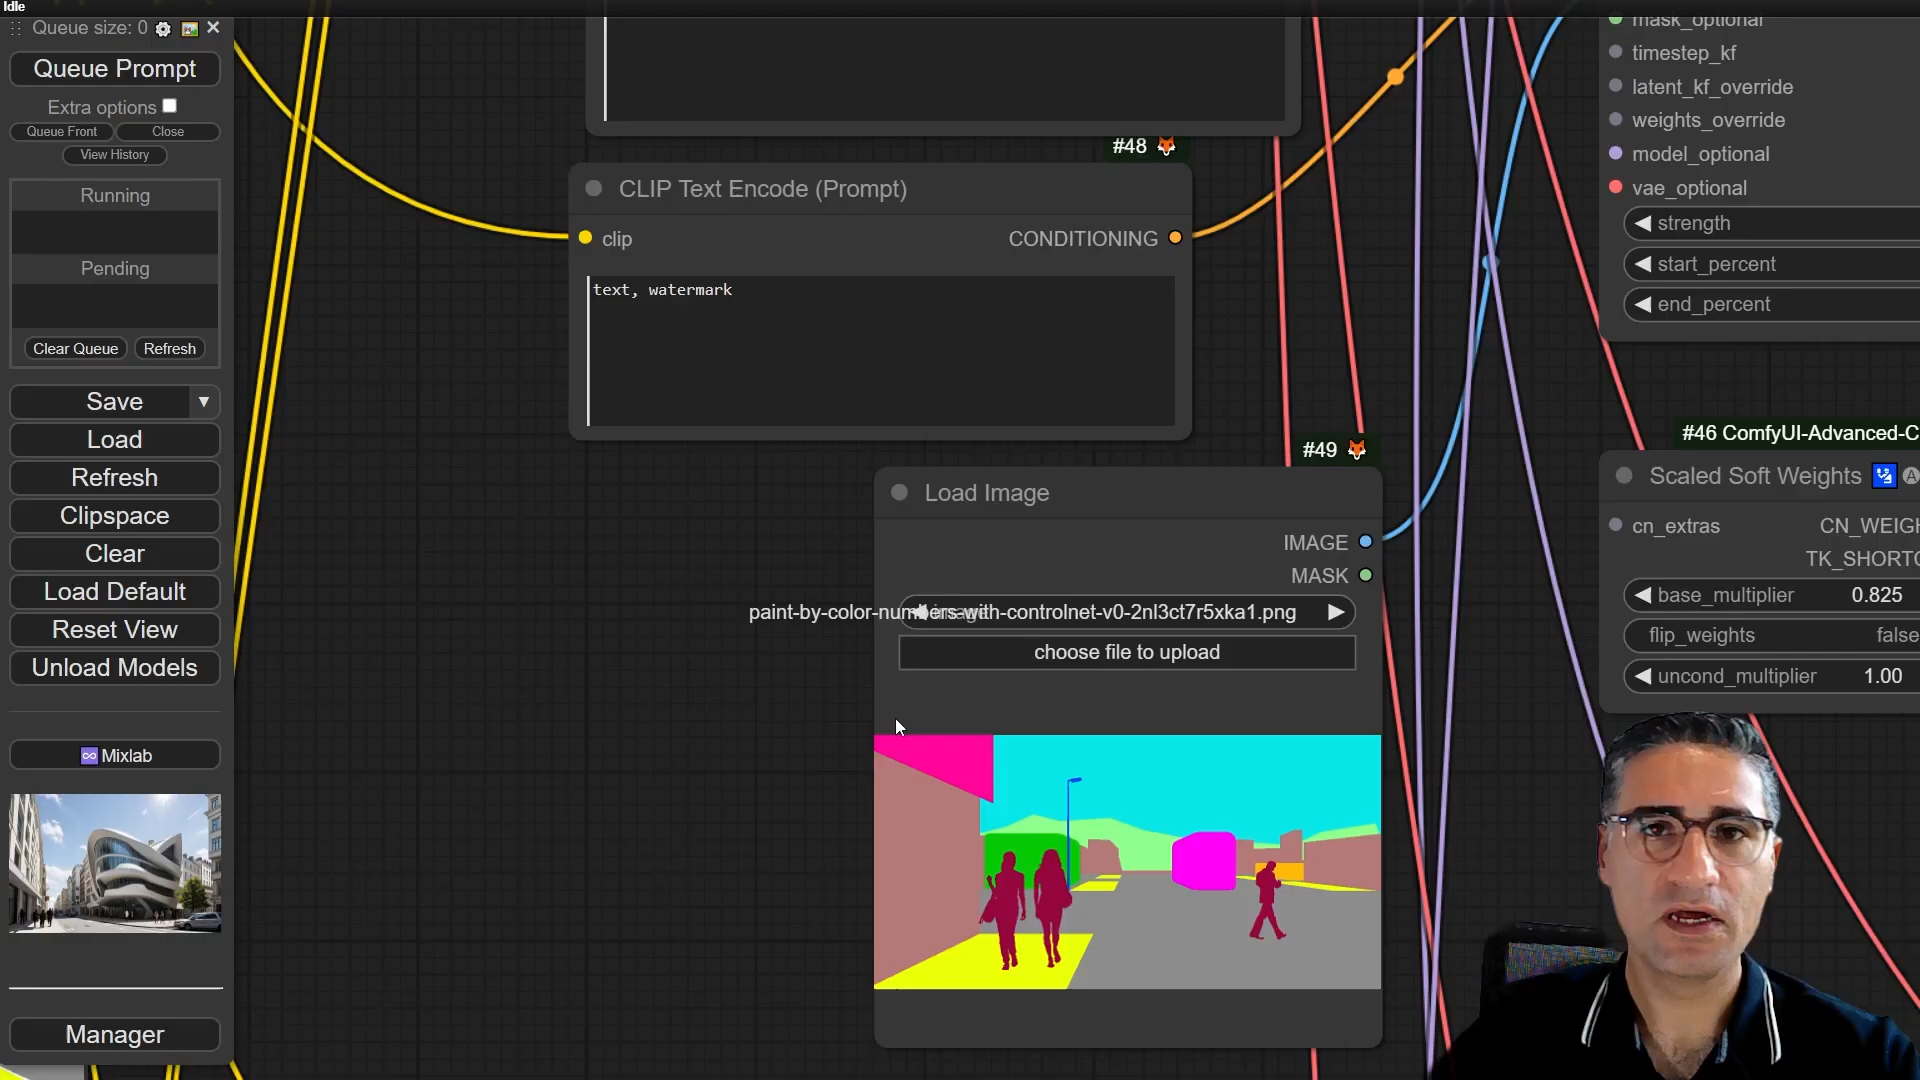 Idle
Queue size: 0
Queue Prompt
Extra options
Queue Front
Close
View History
Running
Pending
Clear Queue
Refresh
Save
Load
Refresh
Clipspace
Clear
Load Default
Reset View
Unload Models
Mixlab
Manager
#48
CLIP Text Encode (Prompt)
clip
CONDITIONING
text, watermark
#49
Load Image
IMAGE
MASK
paint-by-color-numbers-with-controlnet-v0-2nl3ct7r5xka1.png
choose file to upload
mask_optional
timestep_kf
latent_kf_override
weights_override
model_optional
vae_optional
strength
start_percent
end_percent
#46 ComfyUI-Advanced-C
Scaled Soft Weights
cn_extras
CN_WEIGH
TK_SHORTC
base_multiplier 0.825
flip_weights false
uncond_multiplier 1.00